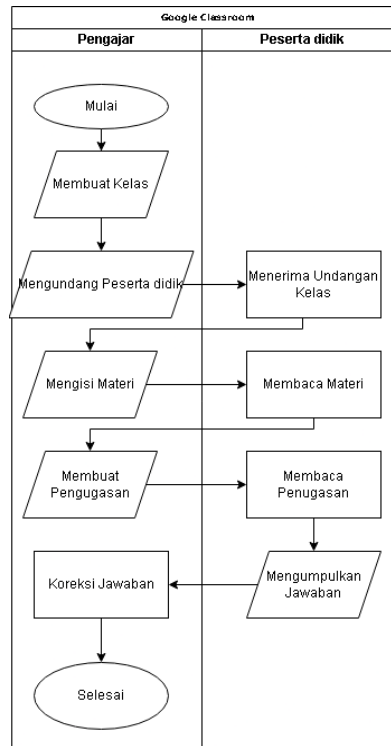 Google Classroom
Pengajar
Peserta didik
Mulai
Membuat Kelas
Mengundang Peserta didik
Menerima Undangan
Kelas
Mengisi Materi
Membaca Materi
Membuat
Pengugasan
Membaca
Penugasan
Mengumpulkan
Jawaban
Koreksi Jawaban
Selesai